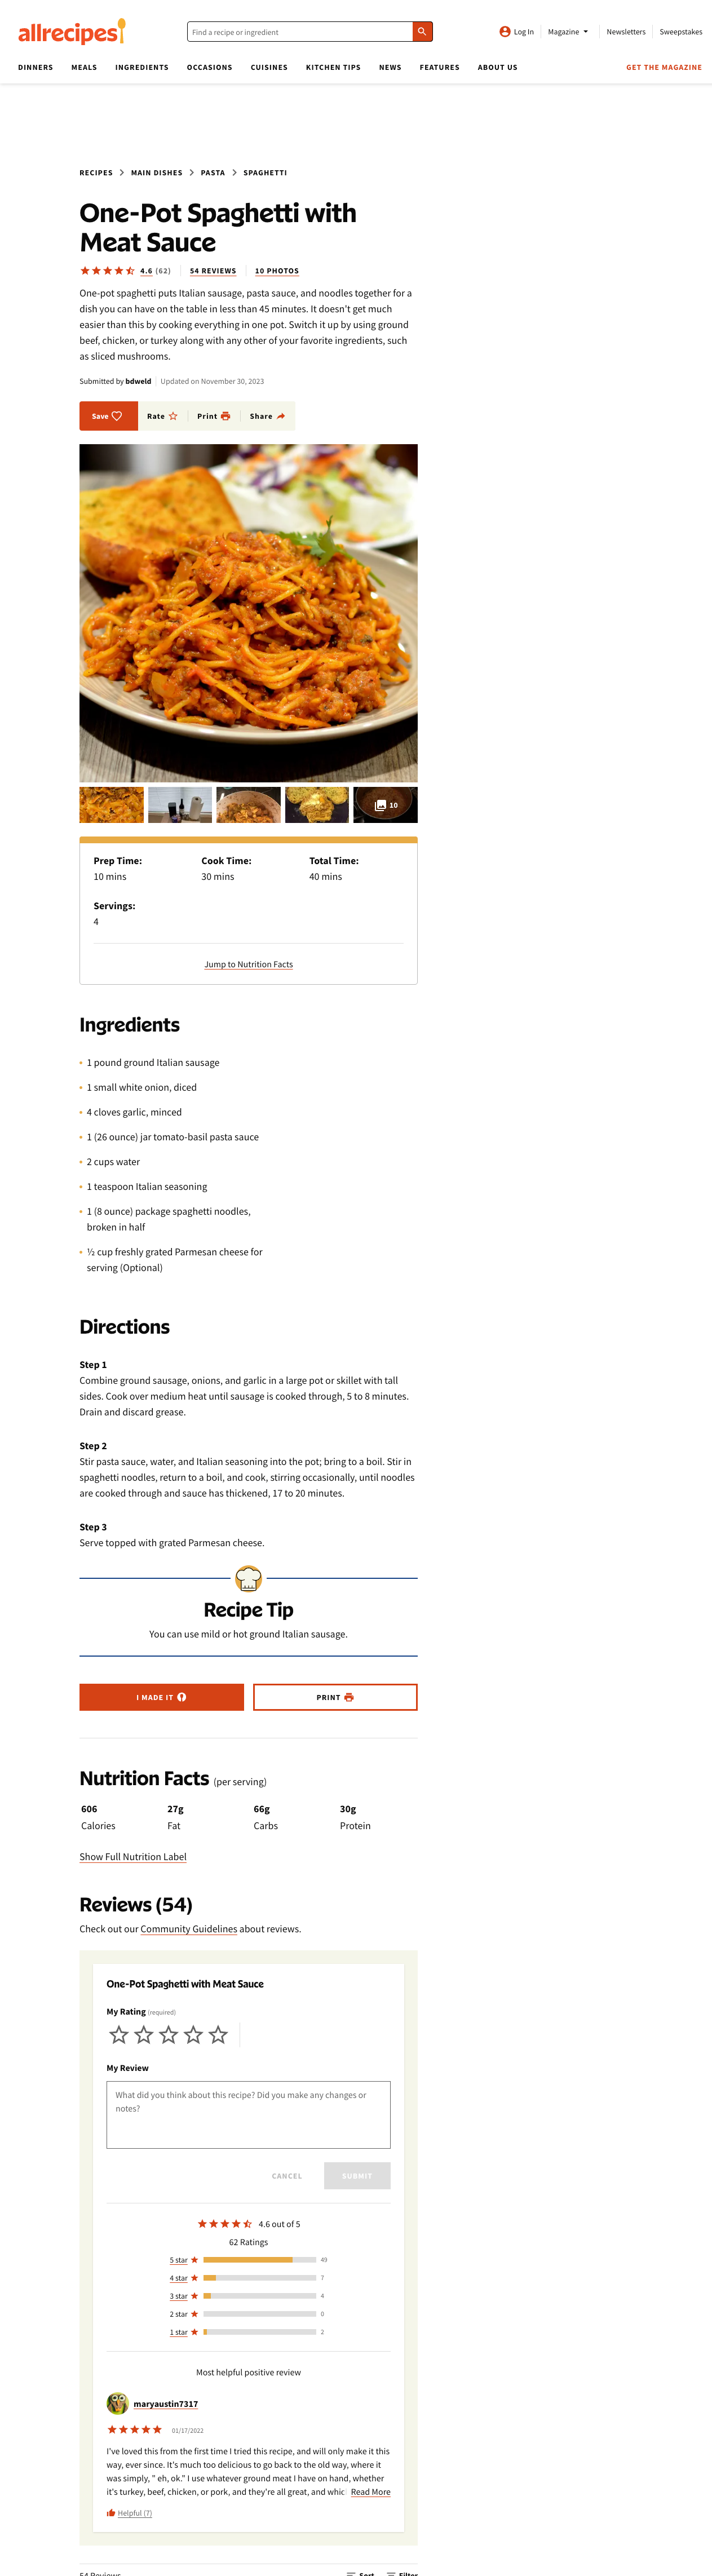 allrecipes
Find a recipe or ingredient
Log In
Magazine
Newsletters
Sweepstakes
DINNERS MEALS INGREDIENTS OCCASIONS CUISINES KITCHEN TIPS NEWS FEATURES ABOUT US GET THE MAGAZINE
RECIPES > MAIN DISHES > PASTA > SPAGHETTI
One-Pot Spaghetti with
Meat Sauce
4.6 (62) 54 REVIEWS 10 PHOTOS
One-pot spaghetti puts Italian sausage, pasta sauce, and noodles together for a
dish you can have on the table in less than 45 minutes. It doesn't get much
easier than this by cooking everything in one pot. Switch it up by using ground
beef, chicken, or turkey along with any other of your favorite ingredients, such
as sliced mushrooms.
Submitted by bdweld Updated on November 30, 2023
Save Rate Print Share
10
Prep Time: Cook Time: Total Time:
10 mins 30 mins 40 mins
Servings:
4
Jump to Nutrition Facts
Ingredients
1 pound ground Italian sausage
1 small white onion, diced
4 cloves garlic, minced
1 (26 ounce) jar tomato-basil pasta sauce
2 cups water
1 teaspoon Italian seasoning
1 (8 ounce) package spaghetti noodles,
broken in half
½ cup freshly grated Parmesan cheese for
serving (Optional)
Directions
Step 1
Combine ground sausage, onions, and garlic in a large pot or skillet with tall
sides. Cook over medium heat until sausage is cooked through, 5 to 8 minutes.
Drain and discard grease.
Step 2
Stir pasta sauce, water, and Italian seasoning into the pot; bring to a boil. Stir in
spaghetti noodles, return to a boil, and cook, stirring occasionally, until noodles
are cooked through and sauce has thickened, 17 to 20 minutes.
Step 3
Serve topped with grated Parmesan cheese.
Recipe Tip
You can use mild or hot ground Italian sausage.
I MADE IT PRINT
Nutrition Facts (per serving)
606 27g 66g 30g
Calories Fat Carbs Protein
Show Full Nutrition Label
Reviews (54)
Check out our Community Guidelines about reviews.
One-Pot Spaghetti with Meat Sauce
My Rating (required)
My Review
What did you think about this recipe? Did you make any changes or
notes?
CANCEL SUBMIT
4.6 out of 5
62 Ratings
5 star 49
4 star 7
3 star 4
2 star 0
1 star 2
Most helpful positive review
maryaustin7317
01/17/2022
I've loved this from the first time I tried this recipe, and will only make it this
way, ever since. It's much too delicious to go back to the old way, where it
was simply, " eh, ok." I use whatever ground meat I have on hand, whether
it's turkey, beef, chicken, or pork, and they're all great, and whic Read More
Helpful (7)
54 Reviews Sort Filter